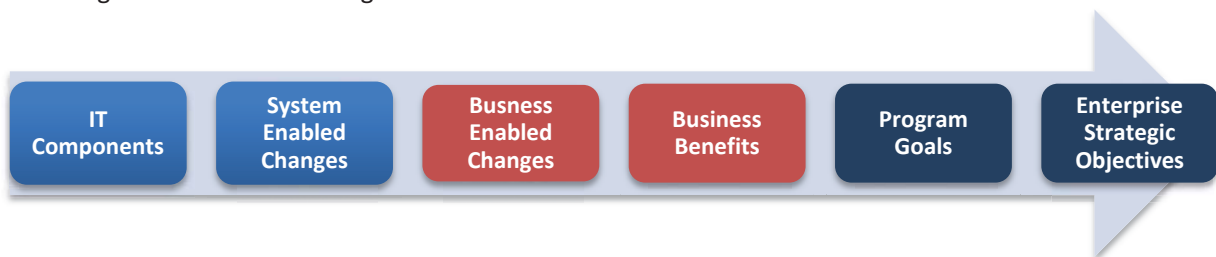 IT
Components
System
Enabled
Changes
Busness
Enabled
Changes
Business
Benefits
Program
Goals
Enterprise
Strategic
Objectives